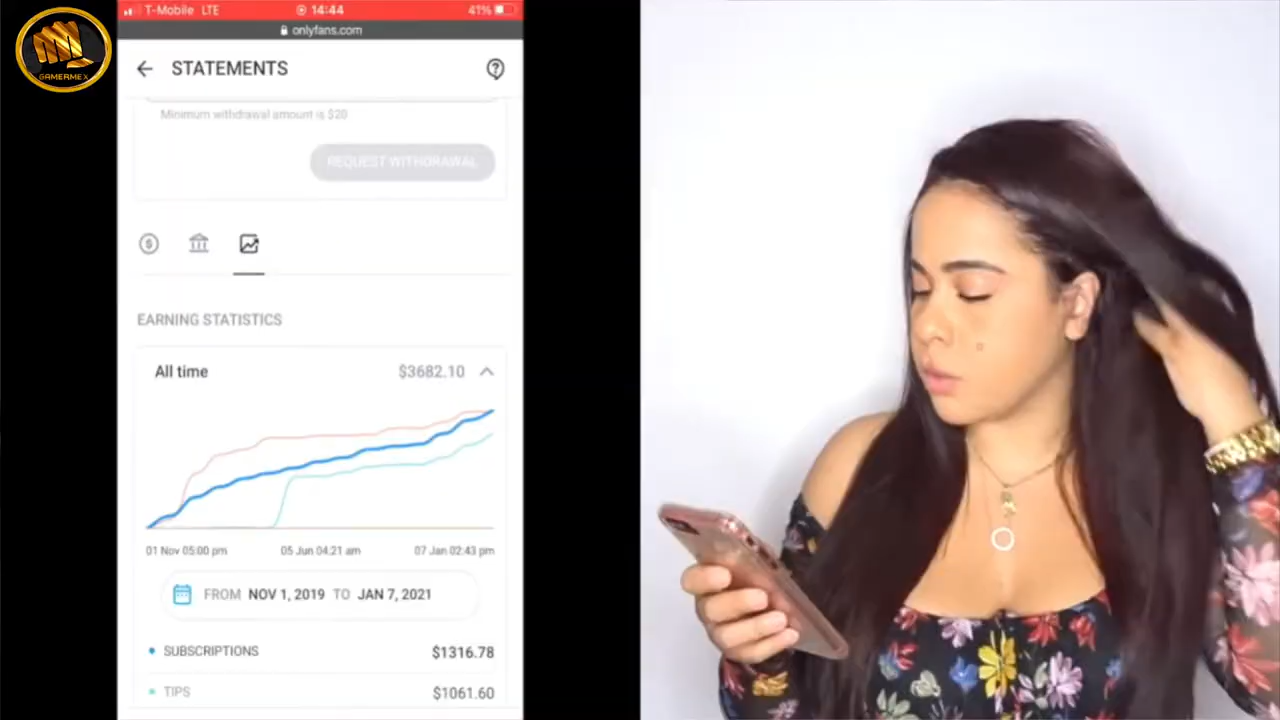 GAMERMEX
T-Mobile LTE 14:44 41%
onlyfans.com
STATEMENTS
Minimum withdrawal amount is $20
REQUEST WITHDRAWAL
EARNING STATISTICS
All time $3682.10
01 Nov 05:00 pm 05 Jun 04:21 am 07 Jan 02:43 pm
FROM NOV 1, 2019 TO JAN 7, 2021
SUBSCRIPTIONS $1316.78
TIPS $1061.60